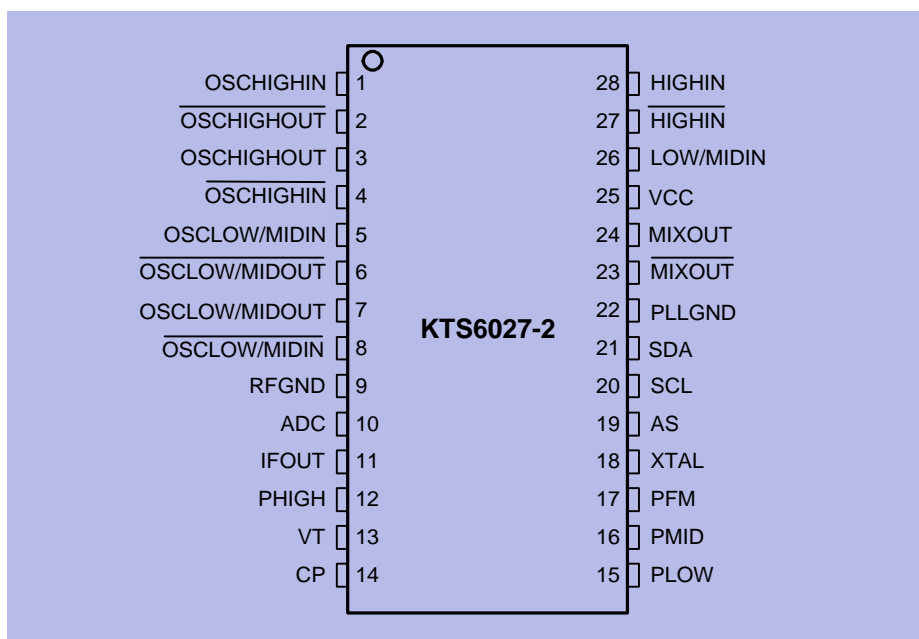 OSCHIGHIN 1 28 HIGHIN
OSCHIGHOUT 2 27 HIGHIN
OSCHIGHOUT 3 26 LOW/MIDIN
OSCHIGHIN 4 25 VCC
OSCLOW/MIDIN 5 24 MIXOUT
OSCLOW/MIDOUT 6 23 MIXOUT
OSCLOW/MIDOUT 7 22 PLLGND
KTS6027-2
OSCLOW/MIDIN 8 21 SDA
RFGND 9 20 SCL
ADC 10 19 AS
IFOUT 11 18 XTAL
PHIGH 12 17 PFM
VT 13 16 PMID
CP 14 15 PLOW